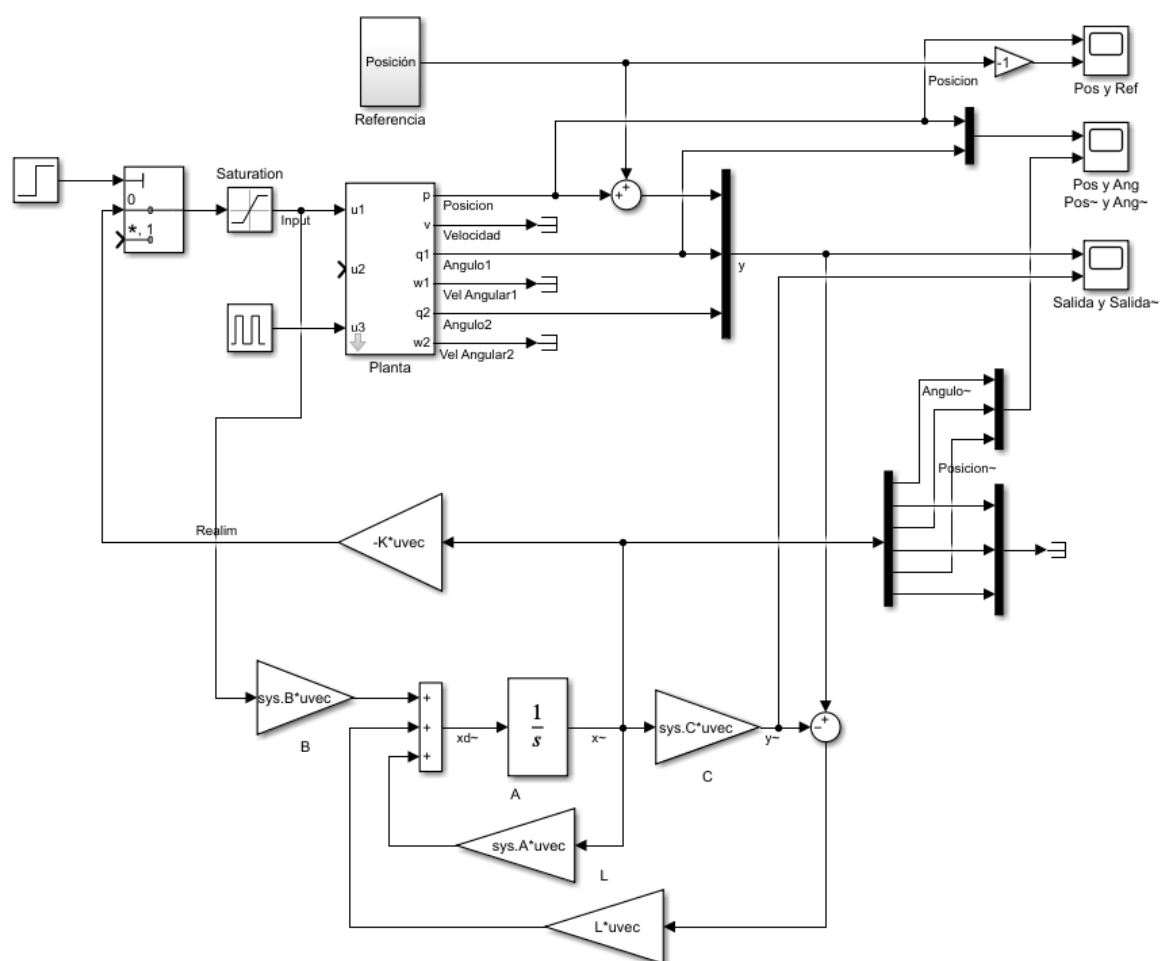 Posición
Referencia
-1
Posicion
Pos y Ref
Saturation
0
*, 1
Input
u1
u2
u3
p
v
q1
w1
q2
w2
Planta
Posicion
Velocidad
Angulo1
Vel Angular1
Angulo2
Vel Angular2
+
+
y
Pos y Ang
Pos~ y Ang~
Salida y Salida~
Angulo~
Posicion~
Realim
-K*uvec
sys.B*uvec
B
+
+
+
xd~
1
s
x~
A
sys.C*uvec
C
y~
+
−
sys.A*uvec
L
L*uvec